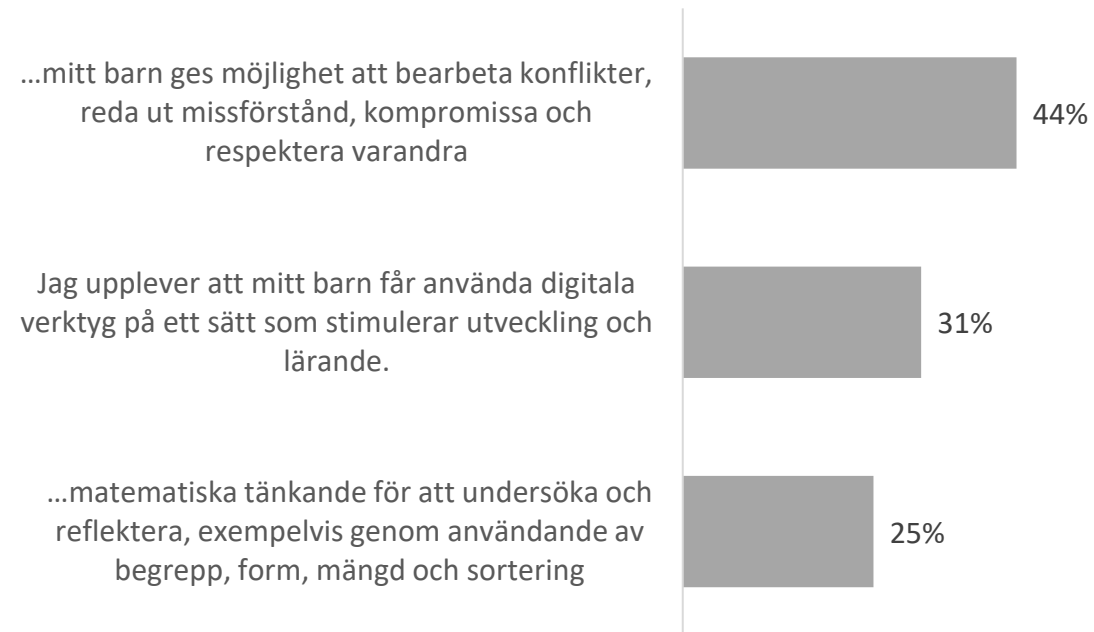 …mitt barn ges möjlighet att bearbeta konflikter,
reda ut missförstånd, kompromissa och
respektera varandra
44%
Jag upplever att mitt barn får använda digitala
verktyg på ett sätt som stimulerar utveckling och
lärande.
31%
…matematiska tänkande för att undersöka och
reflektera, exempelvis genom användande av
begrepp, form, mängd och sortering
25%